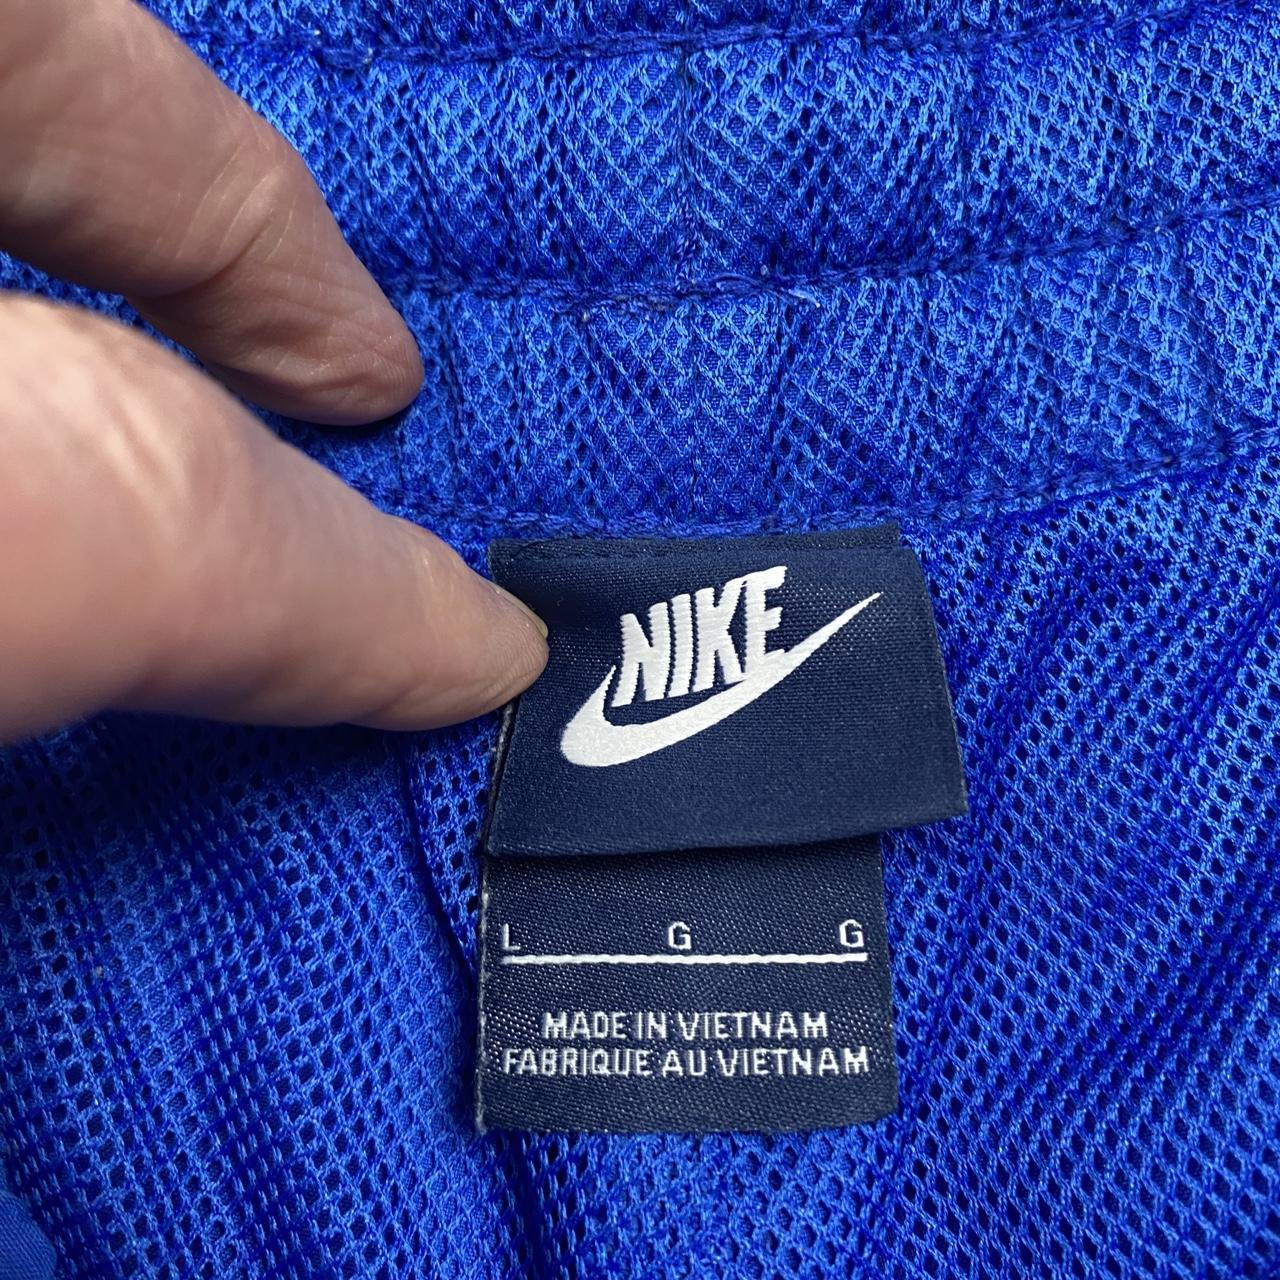 NIKE
L G G
MADE IN VIETNAM
FABRIQUE AU VIETNAM